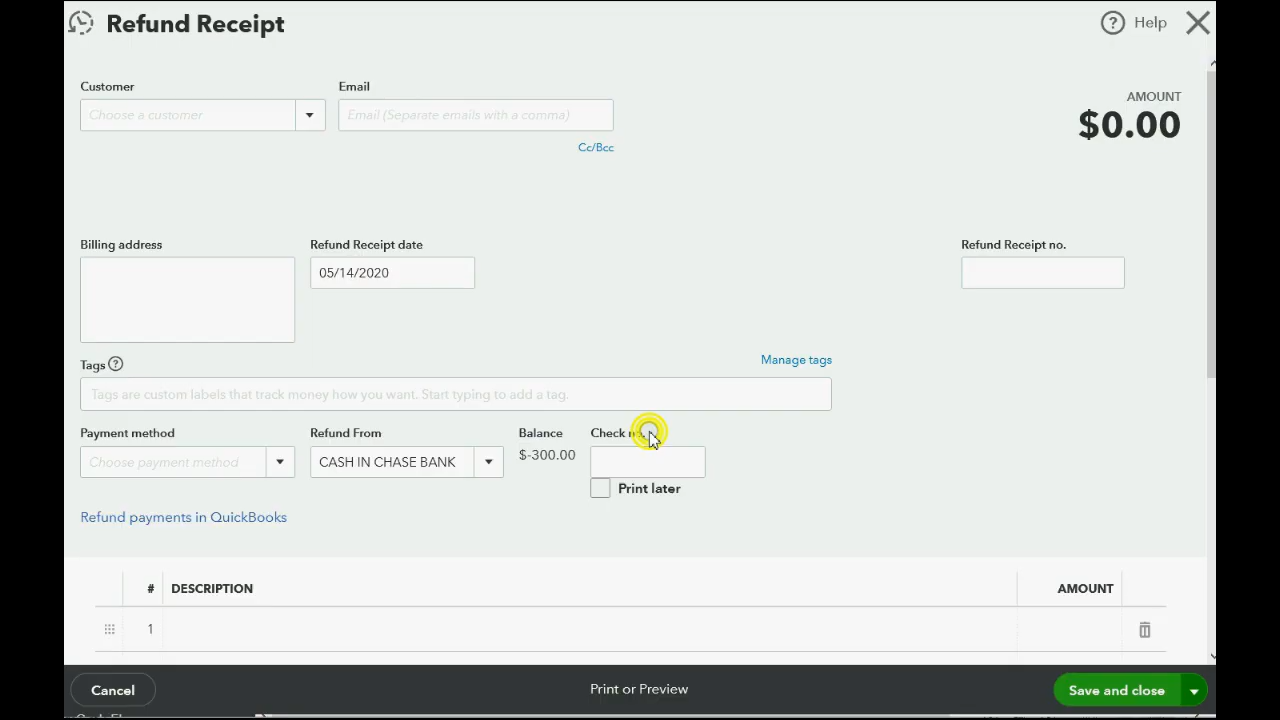 Refund Receipt
Help
Customer
Email
Choose a customer
Email (Separate emails with a comma)
Cc/Bcc
AMOUNT
$0.00
Billing address
Refund Receipt date
Refund Receipt no.
05/14/2020
Tags
Manage tags
Tags are custom labels that track money how you want. Start typing to add a tag.
Payment method
Refund From
Balance
Check no.
Choose payment method
CASH IN CHASE BANK
$-300.00
Print later
Refund payments in QuickBooks
# DESCRIPTION AMOUNT
1
Cancel
Print or Preview
Save and close